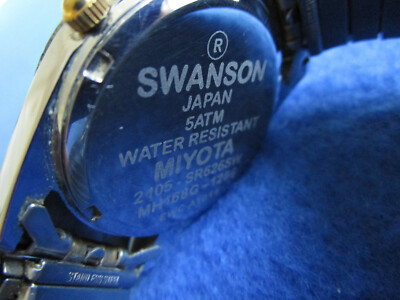 ®
SWANSON
JAPAN
5ATM
WATER RESISTANT
MIYOTA
2105-SR626SW